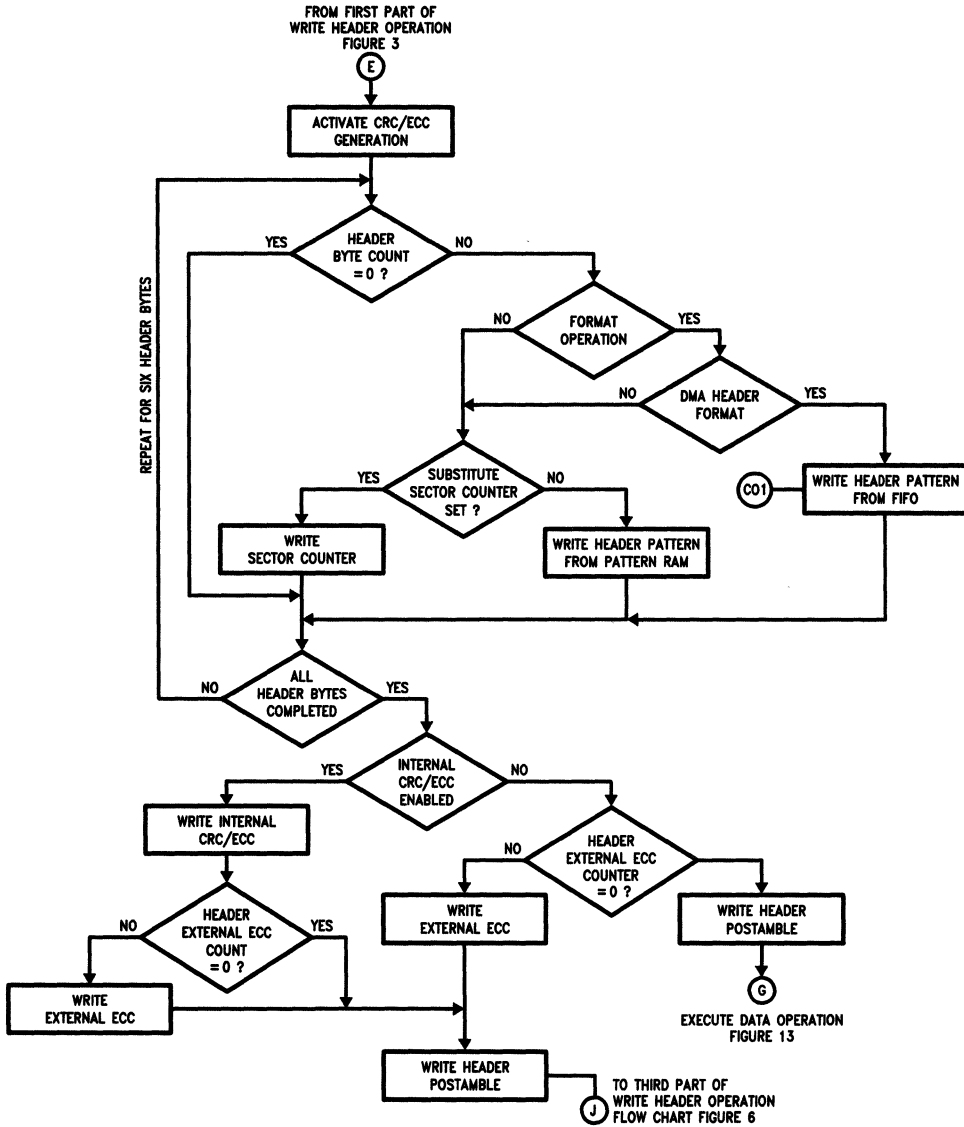 FROM FIRST PART OF
WRITE HEADER OPERATION
FIGURE 3
E
ACTIVATE CRC/ECC
GENERATION
YES
HEADER
BYTE COUNT
=0 ?
NO
REPEAT FOR SIX HEADER BYTES
NO
FORMAT
OPERATION
YES
NO
DMA HEADER
FORMAT
YES
YES
SUBSTITUTE
SECTOR COUNTER
SET ?
NO
CO1
WRITE HEADER PATTERN
FROM FIFO
WRITE
SECTOR COUNTER
WRITE HEADER PATTERN
FROM PATTERN RAM
NO
ALL
HEADER BYTES
COMPLETED
YES
YES
INTERNAL
CRC/ECC
ENABLED
NO
WRITE INTERNAL
CRC/ECC
NO
HEADER
EXTERNAL ECC
COUNTER
=0 ?
NO
HEADER
EXTERNAL ECC
COUNT
=0 ?
YES
WRITE
EXTERNAL ECC
WRITE HEADER
POSTAMBLE
WRITE
EXTERNAL ECC
G
EXECUTE DATA OPERATION
FIGURE 13
WRITE HEADER
POSTAMBLE
J
TO THIRD PART OF
WRITE HEADER OPERATION
FLOW CHART FIGURE 6